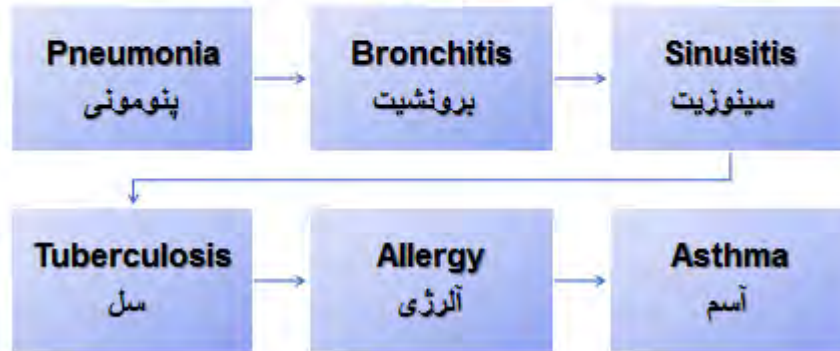 Pneumonia
پنومونی
Bronchitis
برونشیت
Sinusitis
سینوزیت
Tuberculosis
سل
Allergy
آلرژی
Asthma
آسم